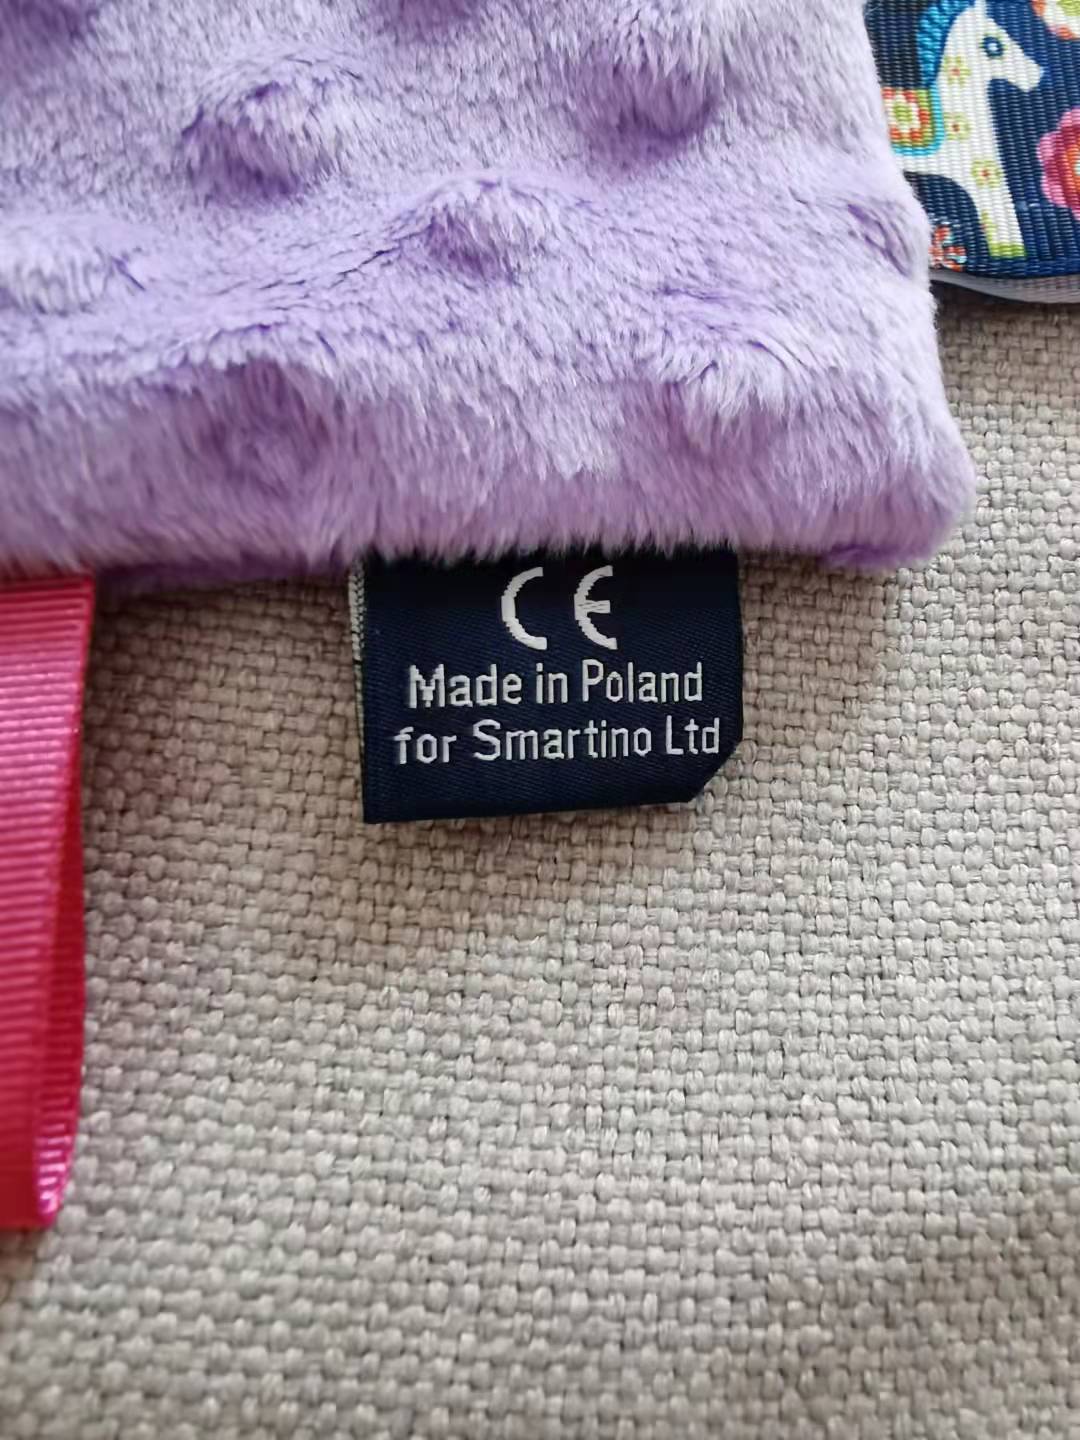 CE
Made in Poland
for Smartino Ltd